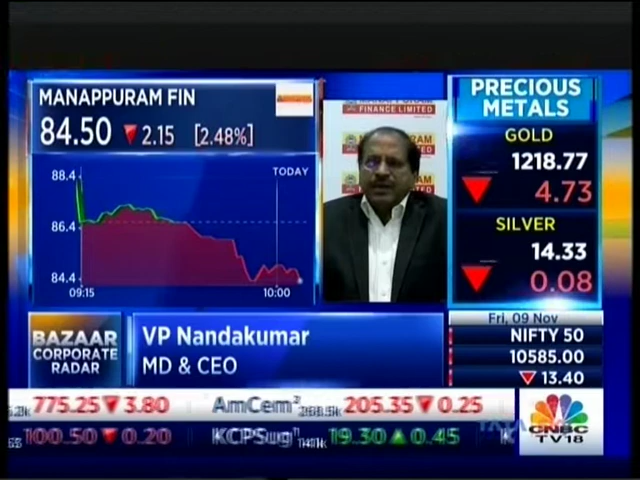 MANAPPURAM FIN
84.50 ▼ 2.15 [2.48%]
TODAY
88.4
86.4
84.4
09:15
10:00
FINANCE LIMITED
PRECIOUS
METALS
GOLD
1218.77
▼ 4.73
SILVER
14.33
▼ 0.08
Fri, 09 Nov
NIFTY 50
10585.00
▼ 13.40
BAZAAR
CORPORATE
RADAR
VP Nandakumar
MD & CEO
775.25 ▼ 3.80 AmCem 205.35 ▼ 0.25
100.50 ▼ 0.20 KCPSug 19.30 ▲ 0.45 K
CNBC
TV18